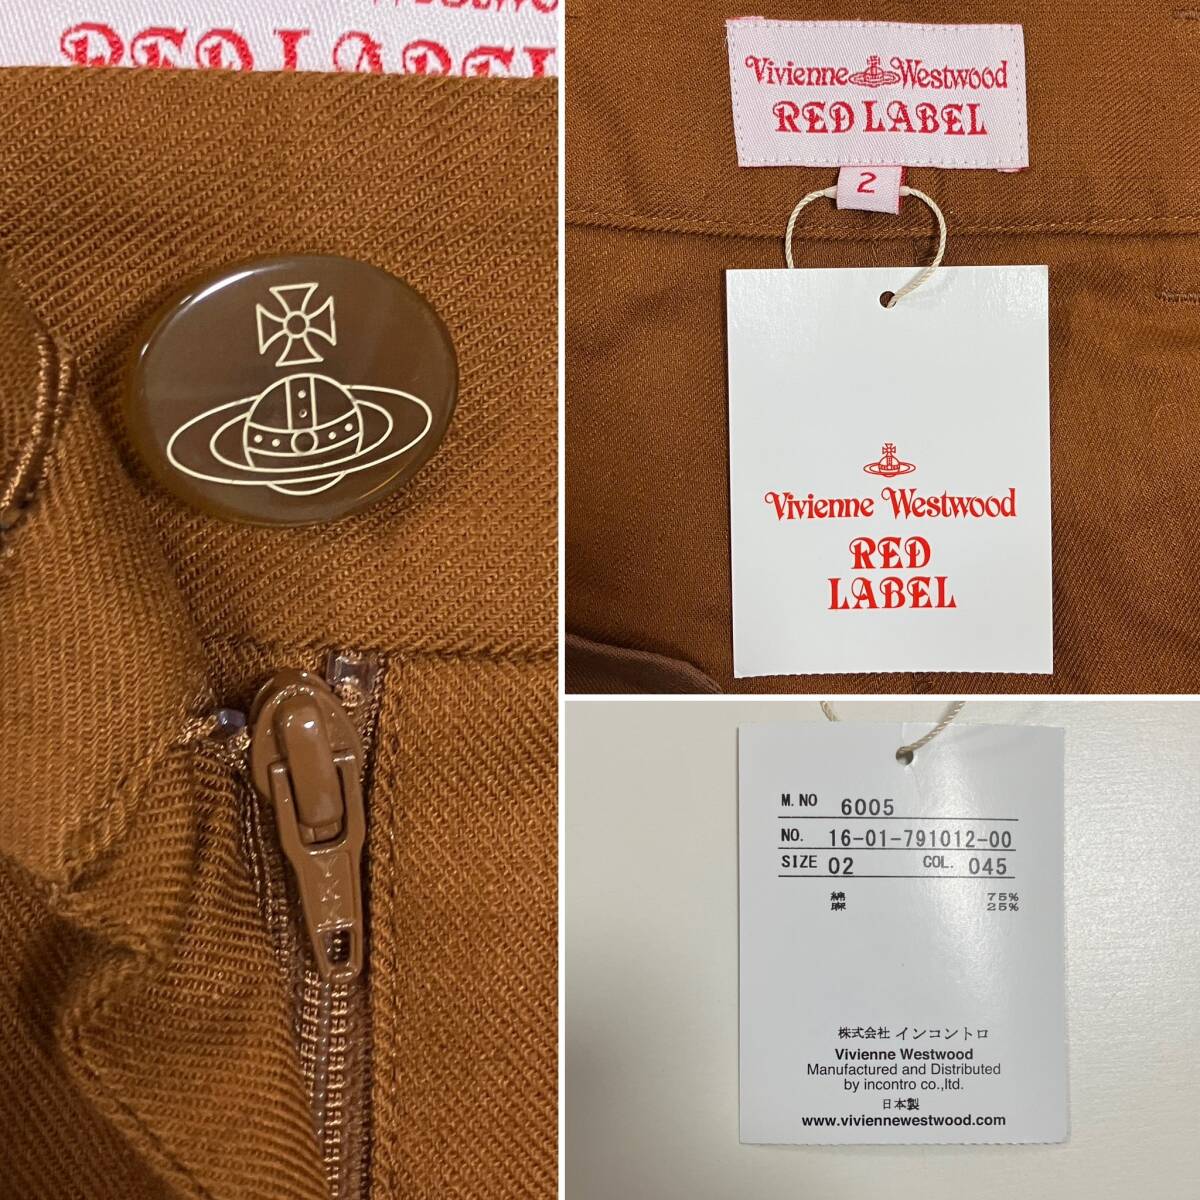 RED LABEL
Vivienne Westwood
RED LABEL
2
Vivienne Westwood
RED
LABEL
M. NO 6005
NO. 16-01-791012-00
SIZE 02 COL. 045
綿 75%
麻 25%
株式会社 インコントロ
Vivienne Westwood
Manufactured and Distributed
by incontro co.,ltd.
日本製
www.viviennewestwood.com